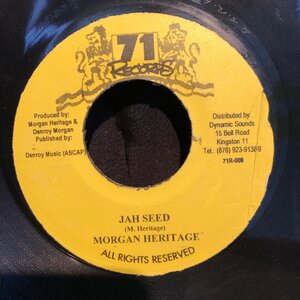 71
RECORDS
Produced by:
Morgan Heritage &
Denroy Morgan
Published by:
Denroy Music (ASCAP)
Distributed by:
Dynamic Sounds
15 Bell Road
Kingston 11
Tel: (876) 923-91389
71R-008
JAH SEED
(M. Heritage)
MORGAN HERITAGE
ALL RIGHTS RESERVED